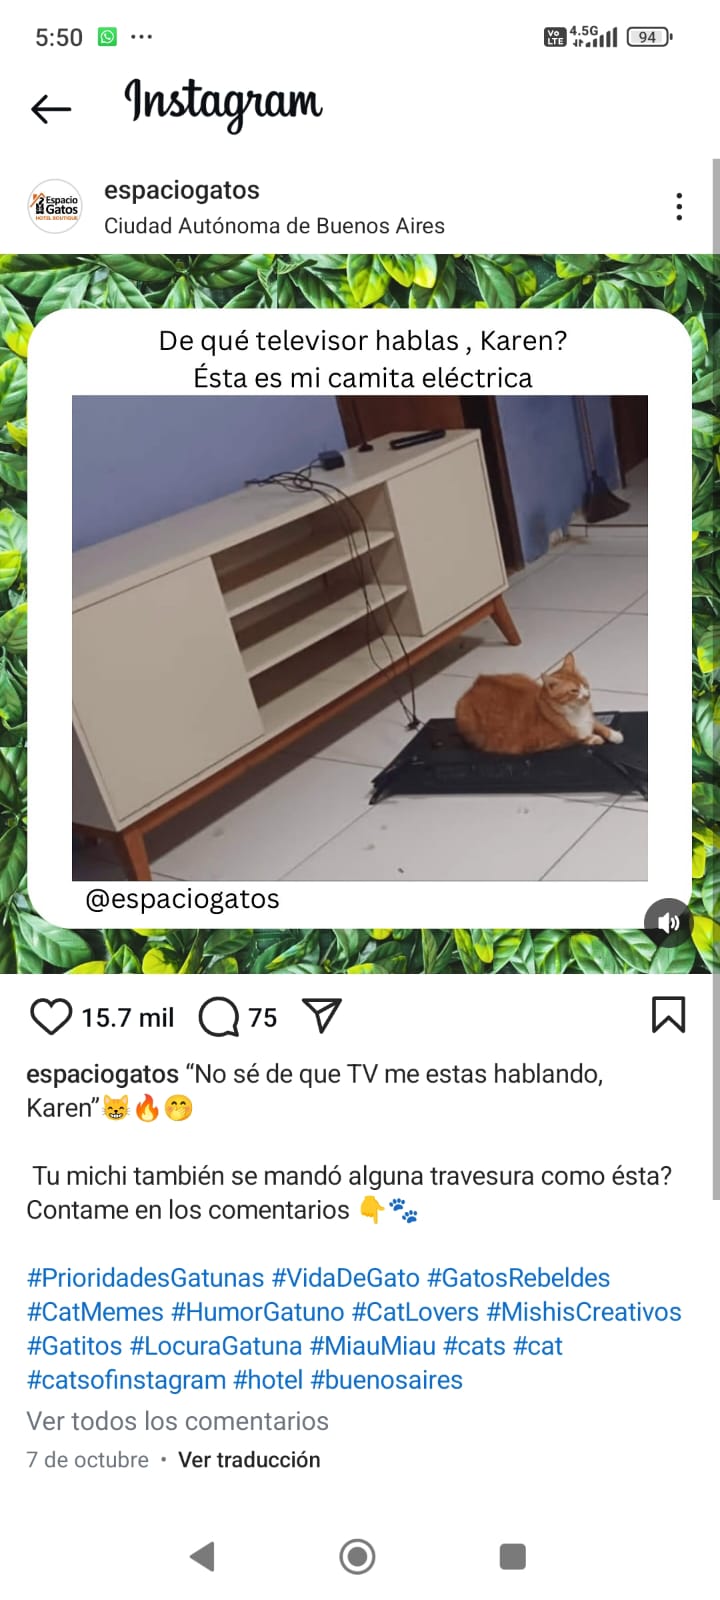 5:50
Vo LTE 4.5G 94
Instagram
Espacio
Gatos
HOTEL BOUTIQUE
espaciogatos
Ciudad Autónoma de Buenos Aires
De qué televisor hablas , Karen?
Ésta es mi camita eléctrica
@espaciogatos
15.7 mil 75
espaciogatos “No sé de que TV me estas hablando,
Karen”😸🔥🤭
Tu michi también se mandó alguna travesura como ésta?
Contame en los comentarios 👇🐾
#PrioridadesGatunas #VidaDeGato #GatosRebeldes
#CatMemes #HumorGatuno #CatLovers #MishisCreativos
#Gatitos #LocuraGatuna #MiauMiau #cats #cat
#catsofinstagram #hotel #buenosaires
Ver todos los comentarios
7 de octubre • Ver traducción